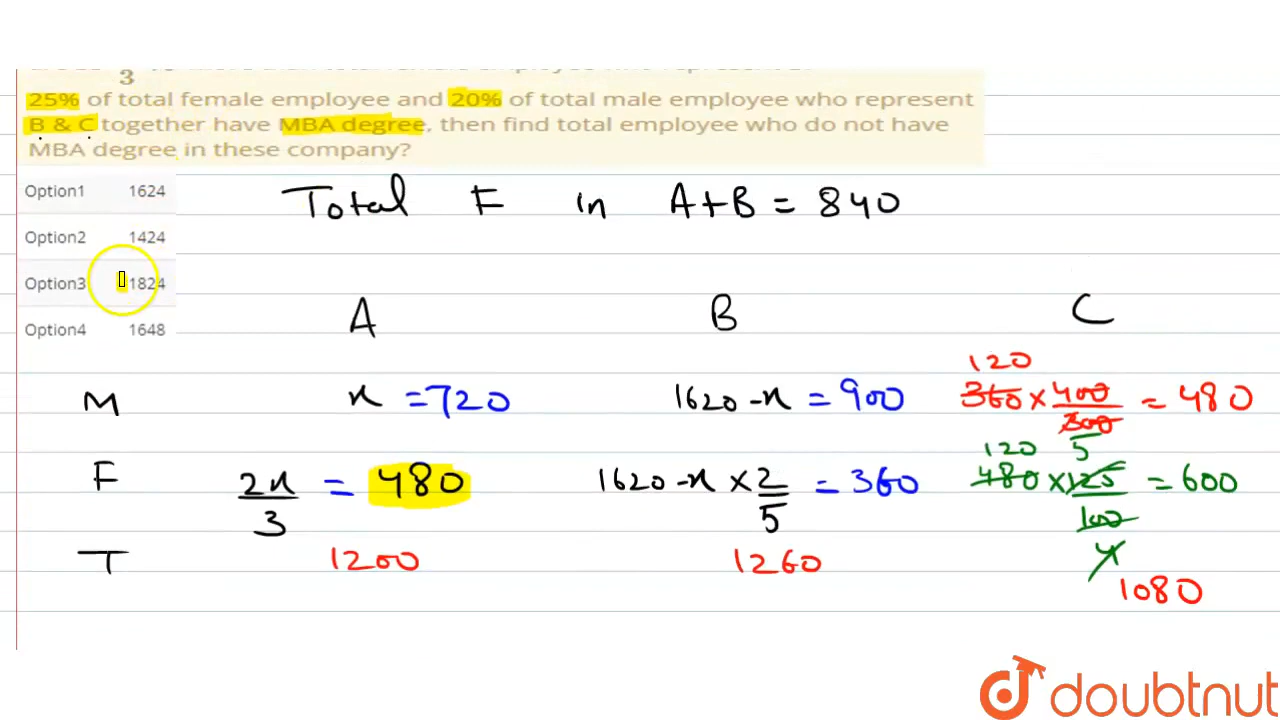 3
25% of total female employee and 20% of total male employee who represent
B & C together have MBA degree, then find total employee who do not have
MBA degree in these company?
Option1 1624
Option2 1424
Option3 1824
Option4 1648
Total F in A+B = 840
A B C
120
M x = 720 1620 - x = 900 360 × 400/300 = 480
120 5
F 2x/3 = 480 1620 - x × 2/5 = 360 480 × 125/100 = 600
4
T 1200 1260 1080
doubtnut